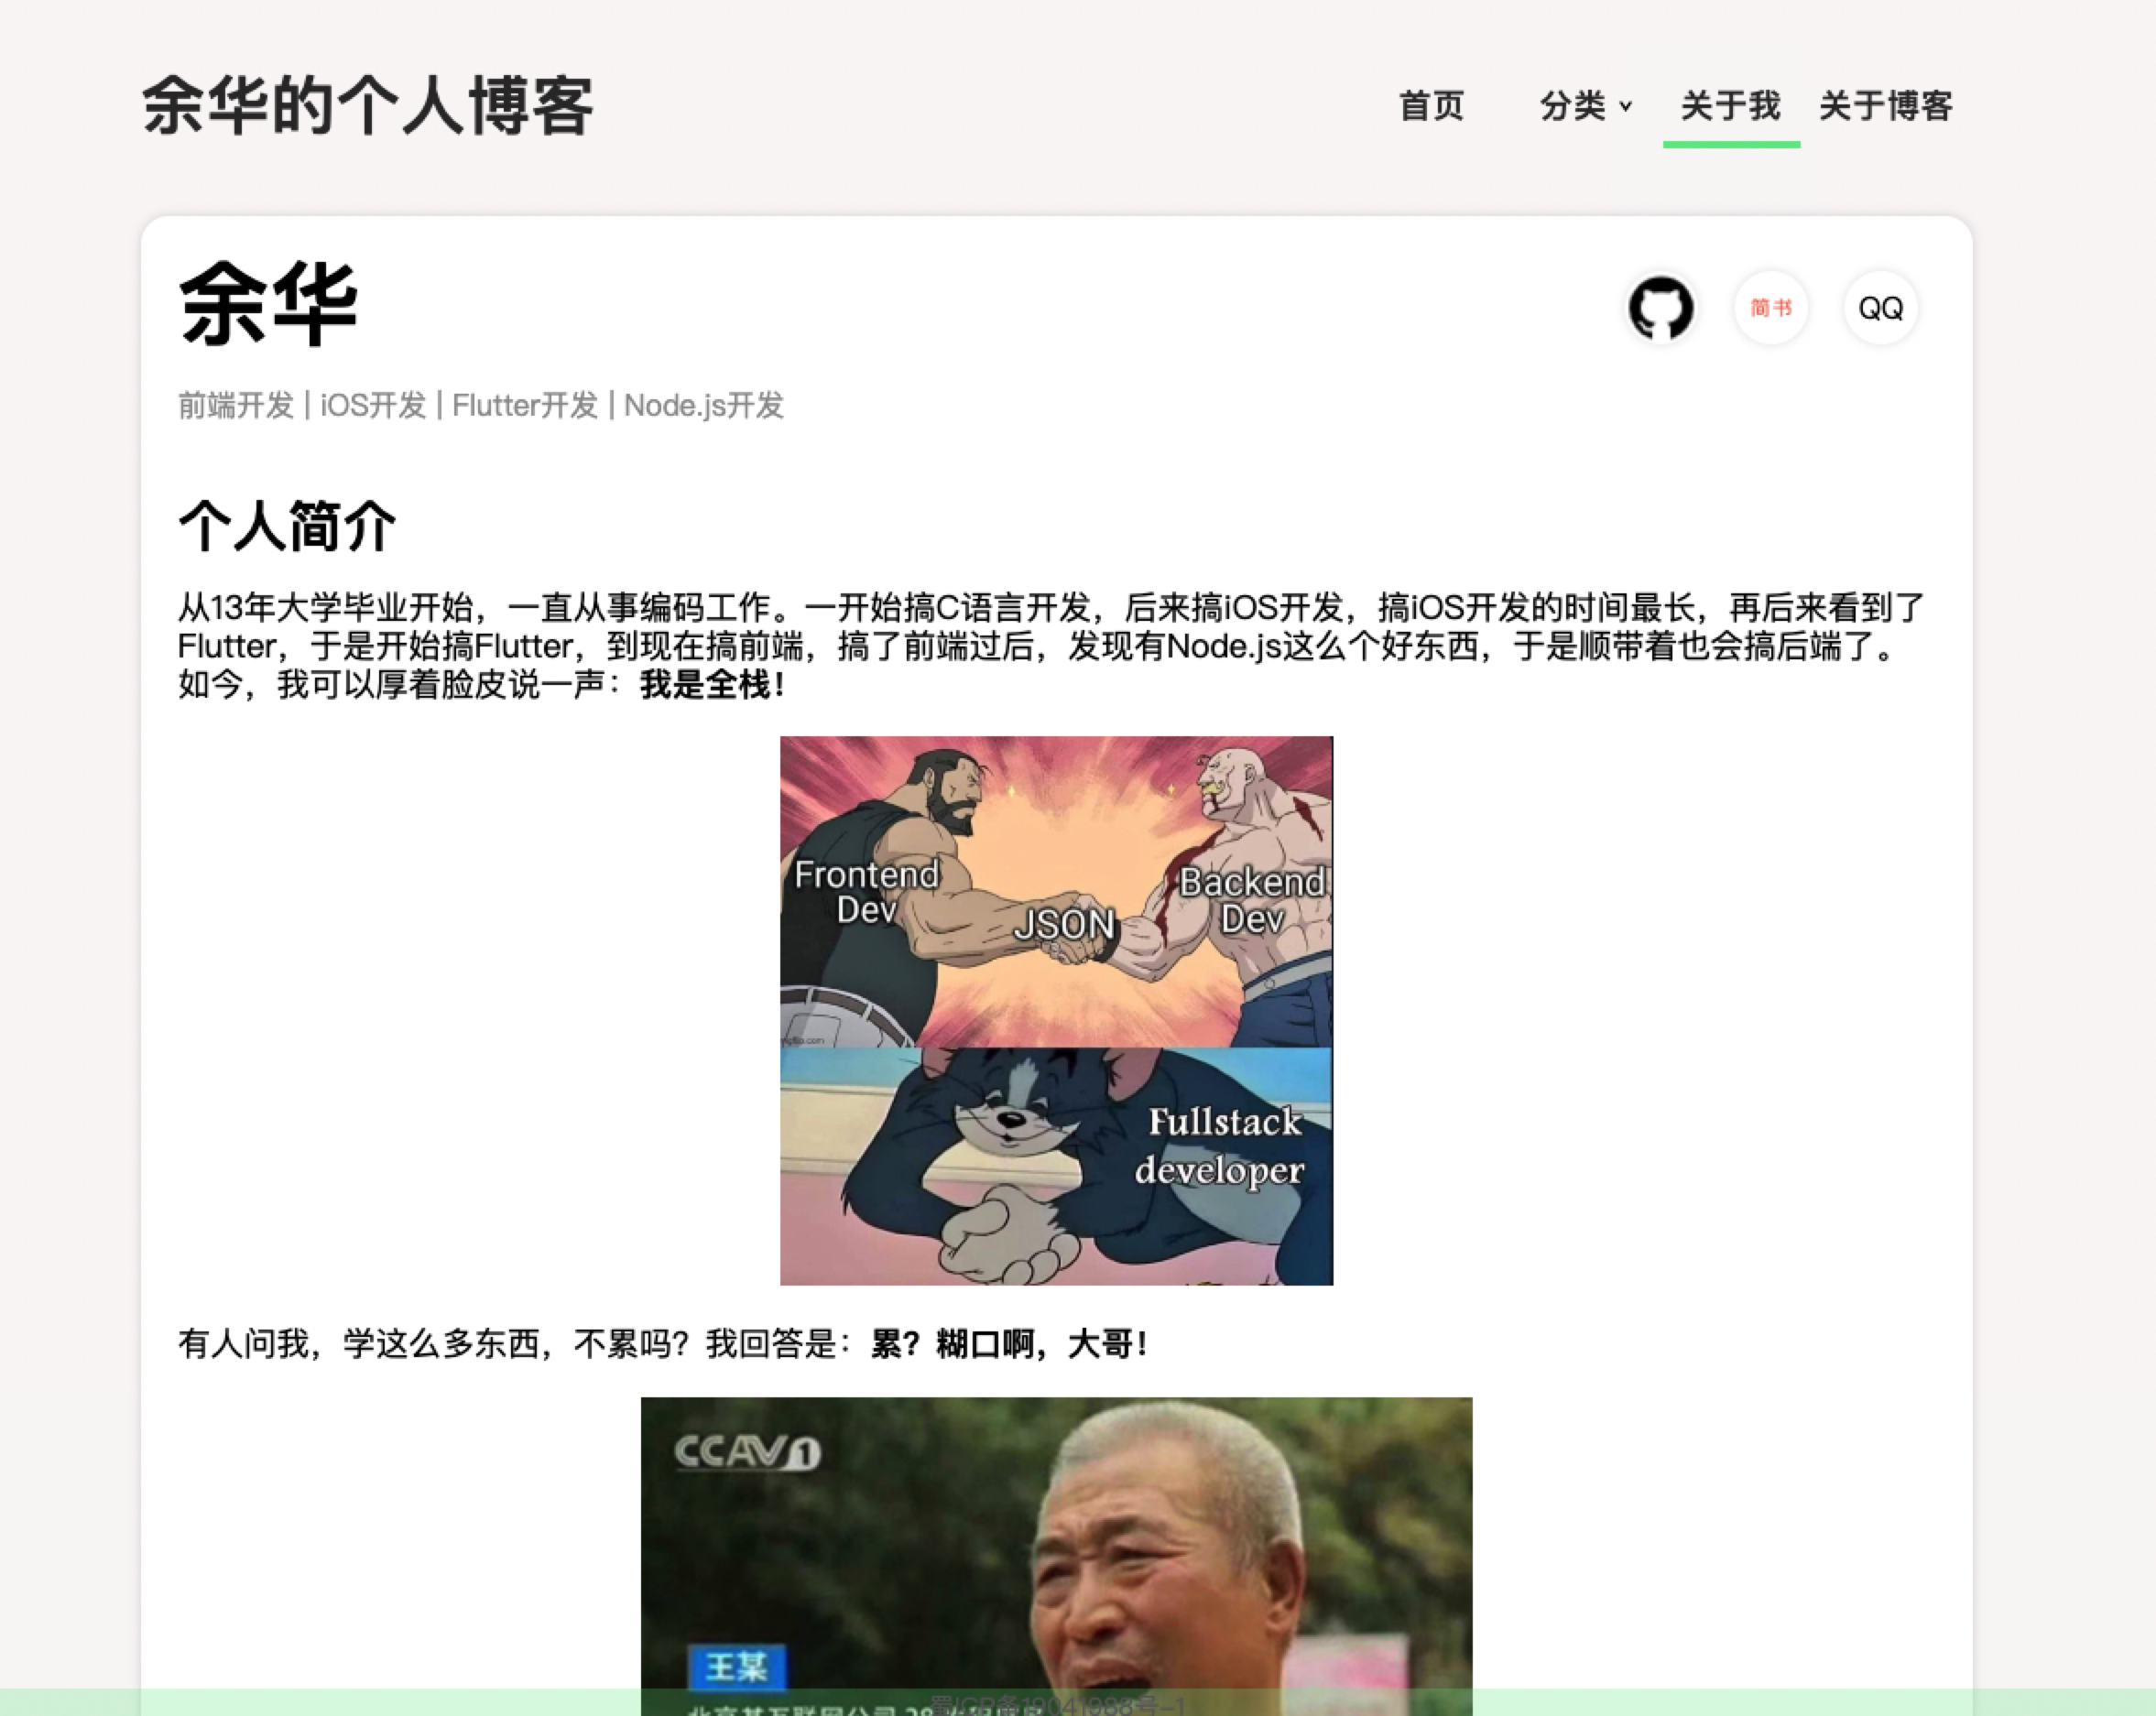 余华的个人博客
首页 分类 关于我 关于博客
余华
简书 QQ
前端开发 | iOS开发 | Flutter开发 | Node.js开发
个人简介
从13年大学毕业开始，一直从事编码工作。一开始搞C语言开发，后来搞iOS开发，搞iOS开发的时间最长，再后来看到了
Flutter，于是开始搞Flutter，到现在搞前端，搞了前端过后，发现有Node.js这么个好东西，于是顺带着也会搞后端了。
如今，我可以厚着脸皮说一声：我是全栈！
Frontend
Dev
JSON
Backend
Dev
Fullstack
developer
有人问我，学这么多东西，不累吗？我回答是：累？糊口啊，大哥！
CCAV1
王某
蜀ICP备19041988号-1